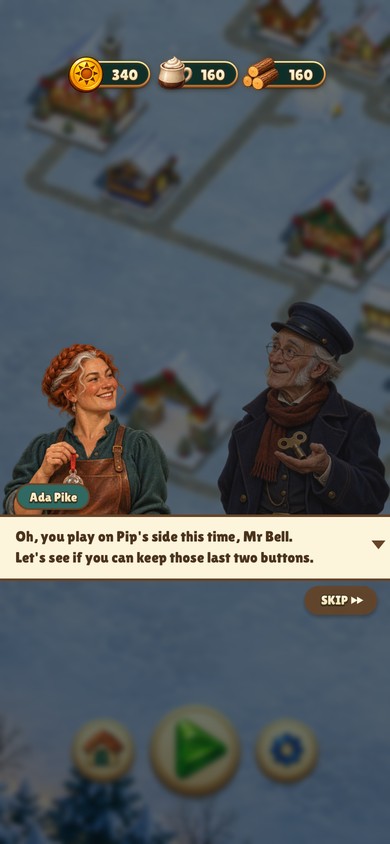 340
160
160
Ada Pike
Oh, you play on Pip's side this time, Mr Bell.
Let's see if you can keep those last two buttons.
SKIP